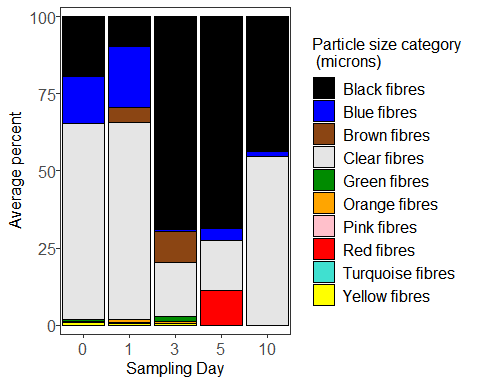 100
75
50
25
0
Average percent
0 1 3 5 10
Sampling Day
Particle size category
(microns)
Black fibres
Blue fibres
Brown fibres
Clear fibres
Green fibres
Orange fibres
Pink fibres
Red fibres
Turquoise fibres
Yellow fibres